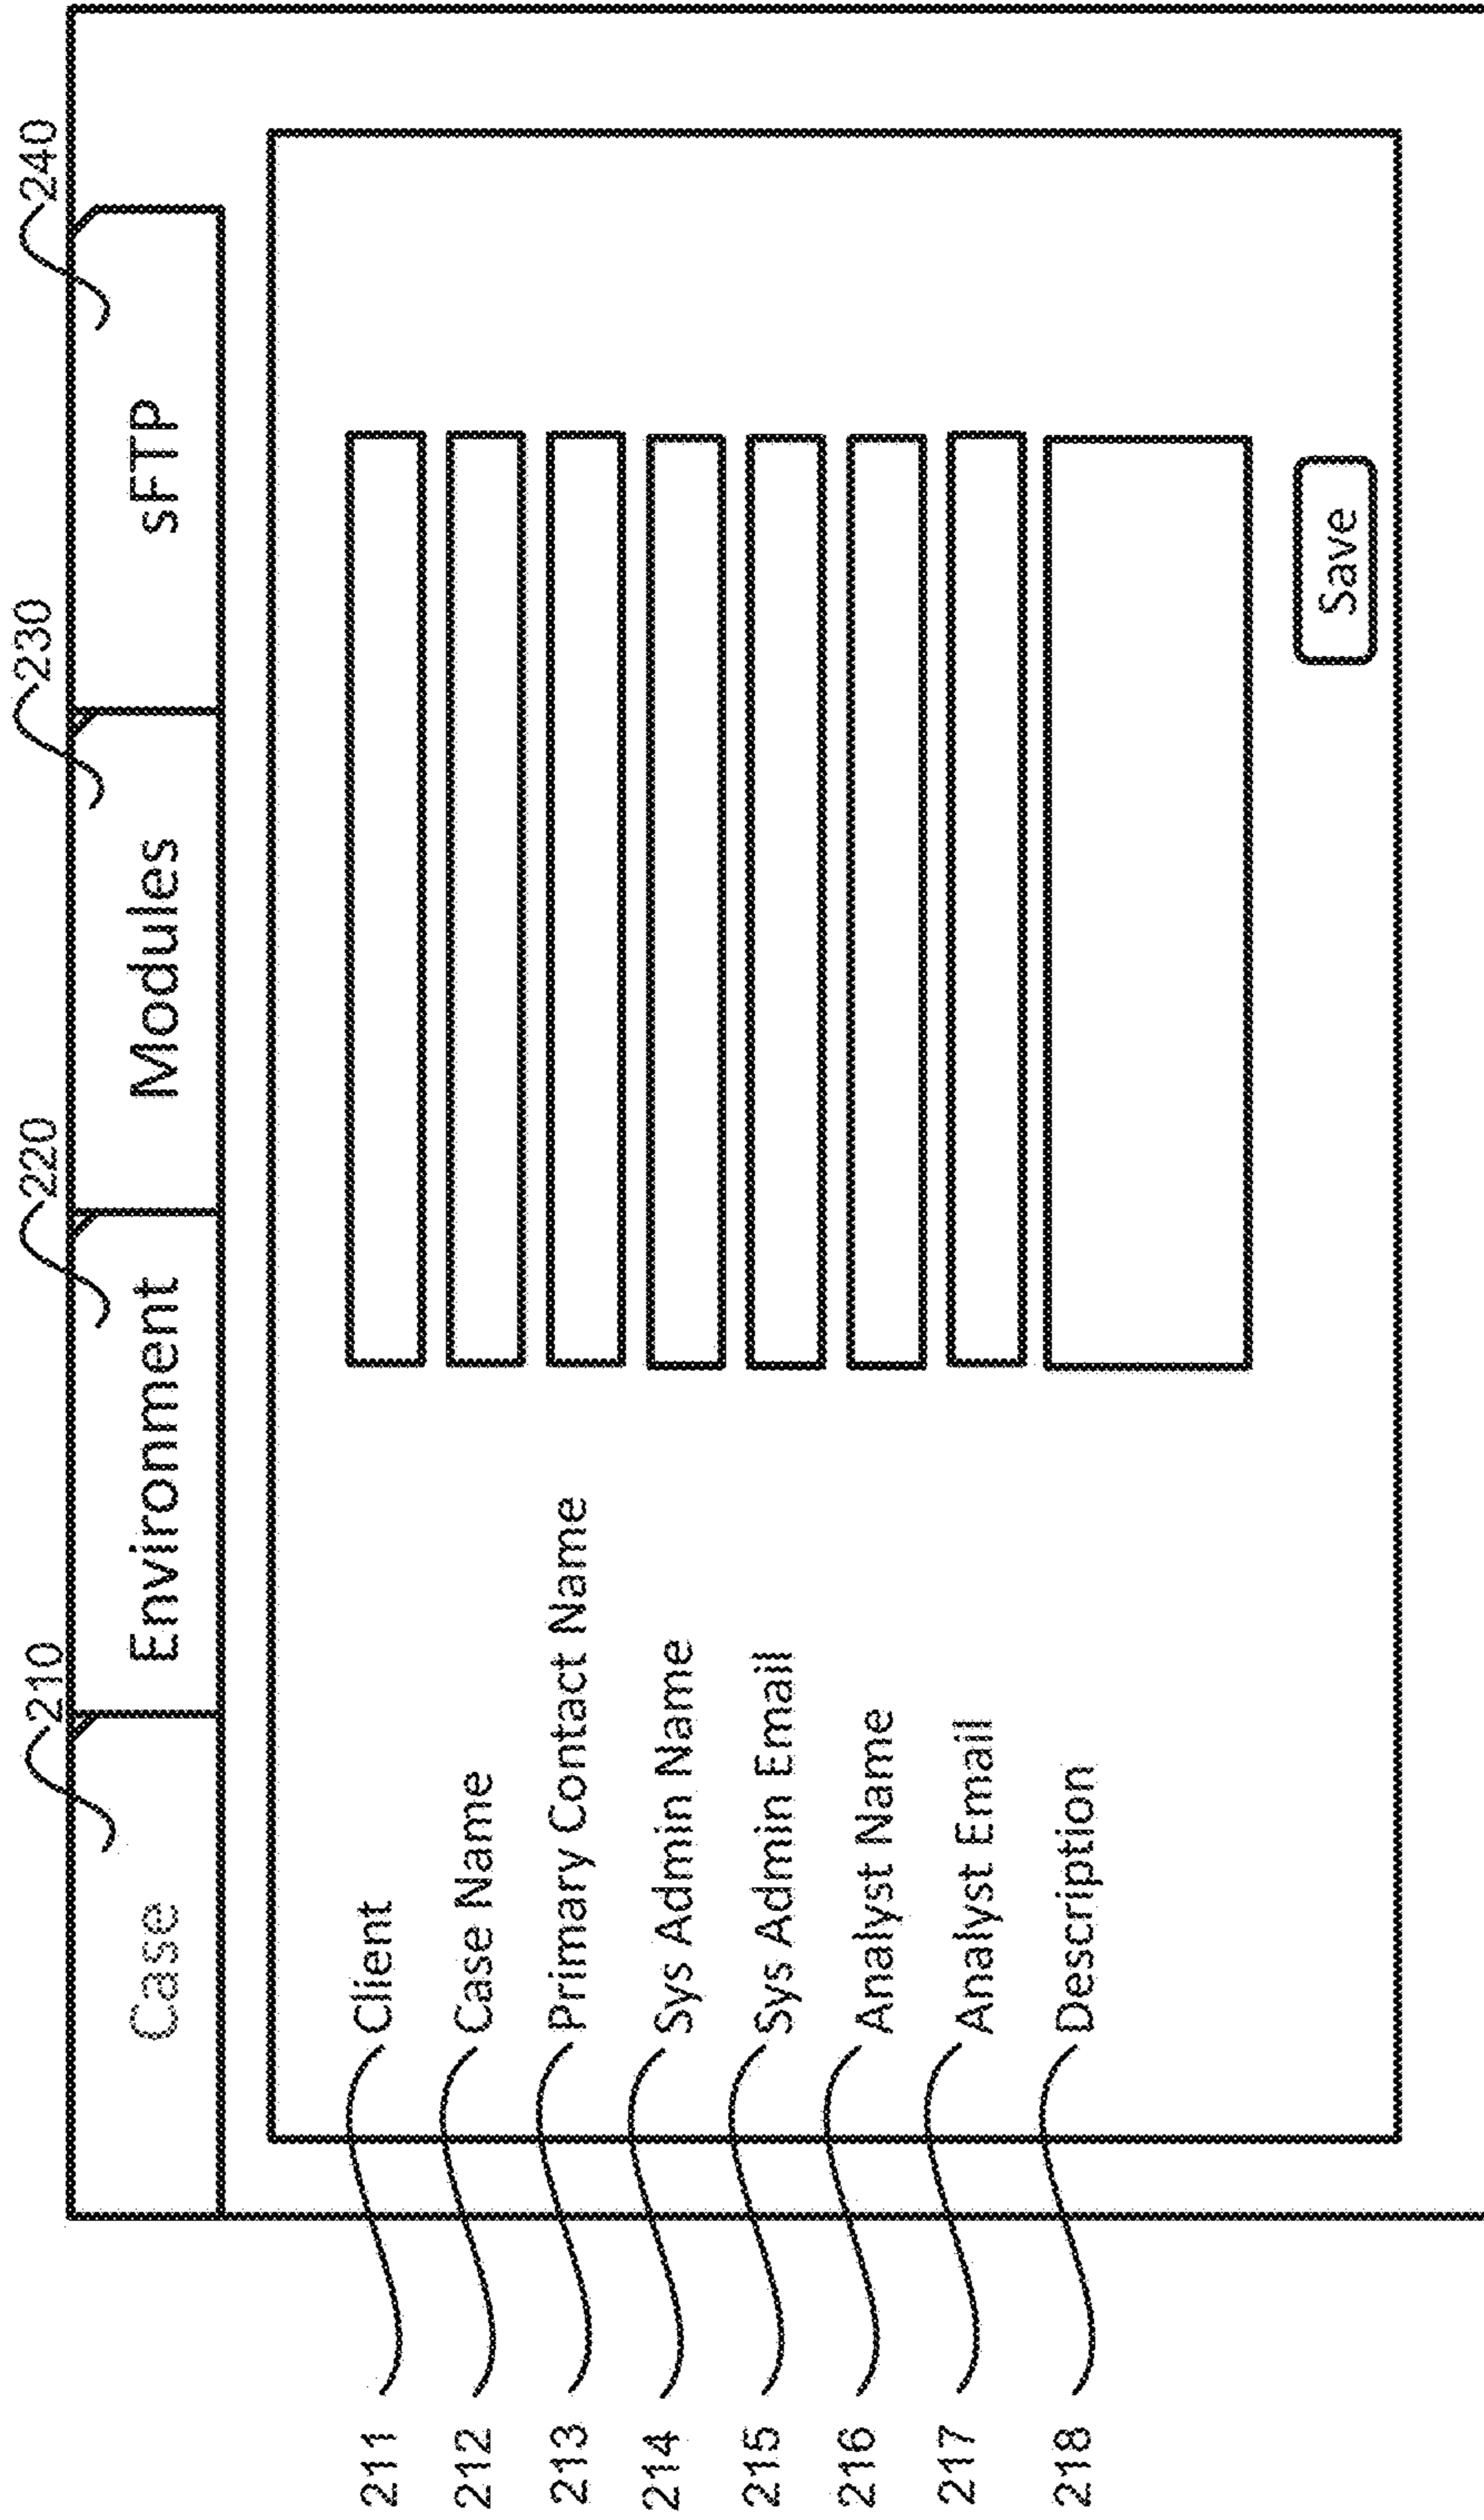 210 220 230 240
Case Environment Modules sFTP
211 Client
212 Case Name
213 Primary Contact Name
214 Sys Admin Name
215 Sys Admin Email
216 Analyst Name
217 Analyst Email
218 Description
Save